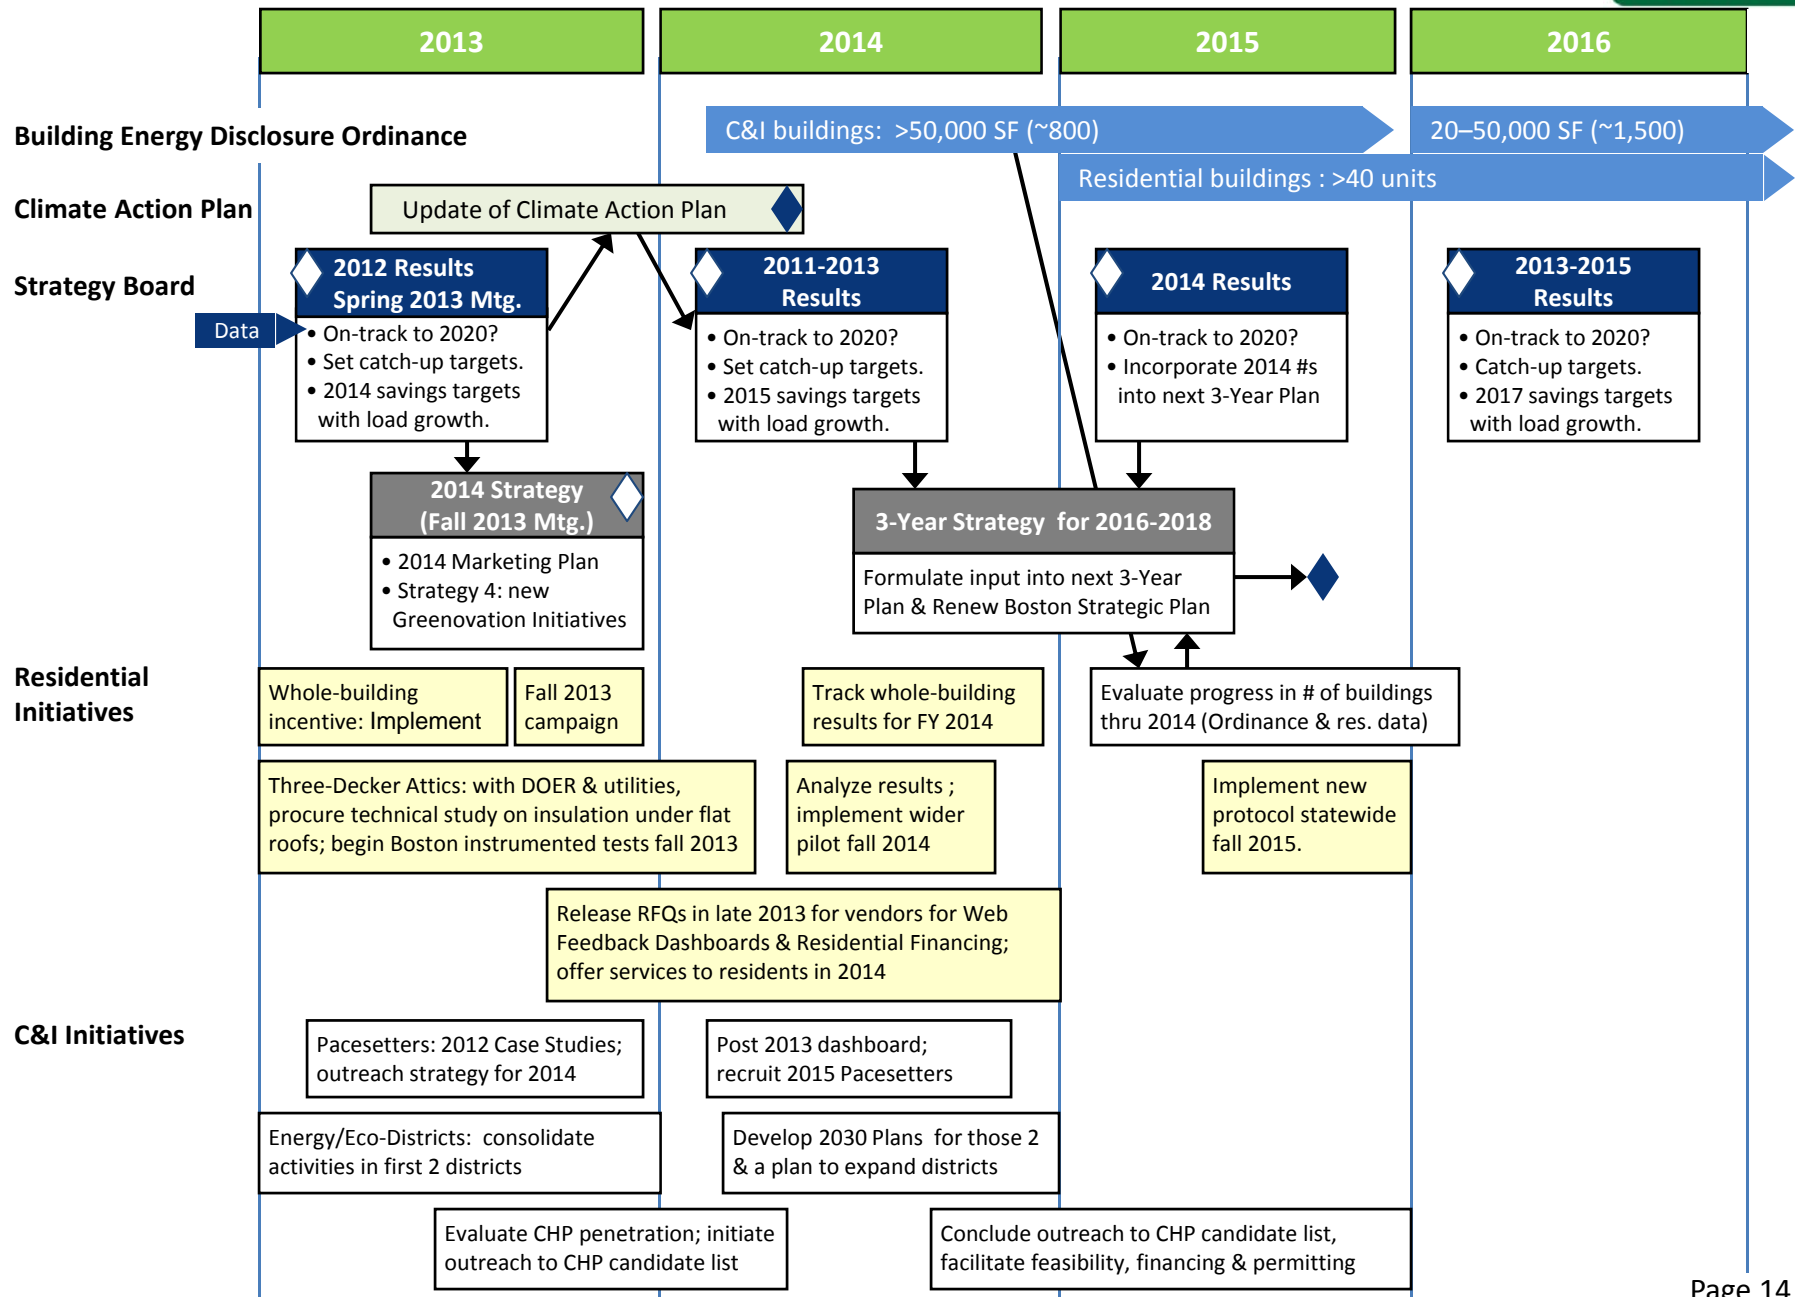 2013
2014
2015
2016
Building Energy Disclosure Ordinance
C&I buildings: >50,000 SF (~800)
20–50,000 SF (~1,500)
Residential buildings : >40 units
Climate Action Plan
Update of Climate Action Plan
Strategy Board
Data
2012 Results
Spring 2013 Mtg.
• On-track to 2020?
• Set catch-up targets.
• 2014 savings targets
with load growth.
2011-2013
Results
• On-track to 2020?
• Set catch-up targets.
• 2015 savings targets
with load growth.
2014 Results
• On-track to 2020?
• Incorporate 2014 #s
into next 3-Year Plan
2013-2015
Results
• On-track to 2020?
• Catch-up targets.
• 2017 savings targets
with load growth.
2014 Strategy
(Fall 2013 Mtg.)
• 2014 Marketing Plan
• Strategy 4: new
Greenovation Initiatives
3-Year Strategy for 2016-2018
Formulate input into next 3-Year
Plan & Renew Boston Strategic Plan
Residential
Initiatives
Whole-building
incentive: Implement
Fall 2013
campaign
Track whole-building
results for FY 2014
Evaluate progress in # of buildings
thru 2014 (Ordinance & res. data)
Three-Decker Attics: with DOER & utilities,
procure technical study on insulation under flat
roofs; begin Boston instrumented tests fall 2013
Analyze results ;
implement wider
pilot fall 2014
Implement new
protocol statewide
fall 2015.
Release RFQs in late 2013 for vendors for Web
Feedback Dashboards & Residential Financing;
offer services to residents in 2014
C&I Initiatives
Pacesetters: 2012 Case Studies;
outreach strategy for 2014
Post 2013 dashboard;
recruit 2015 Pacesetters
Energy/Eco-Districts: consolidate
activities in first 2 districts
Develop 2030 Plans for those 2
& a plan to expand districts
Evaluate CHP penetration; initiate
outreach to CHP candidate list
Conclude outreach to CHP candidate list,
facilitate feasibility, financing & permitting
Page 14